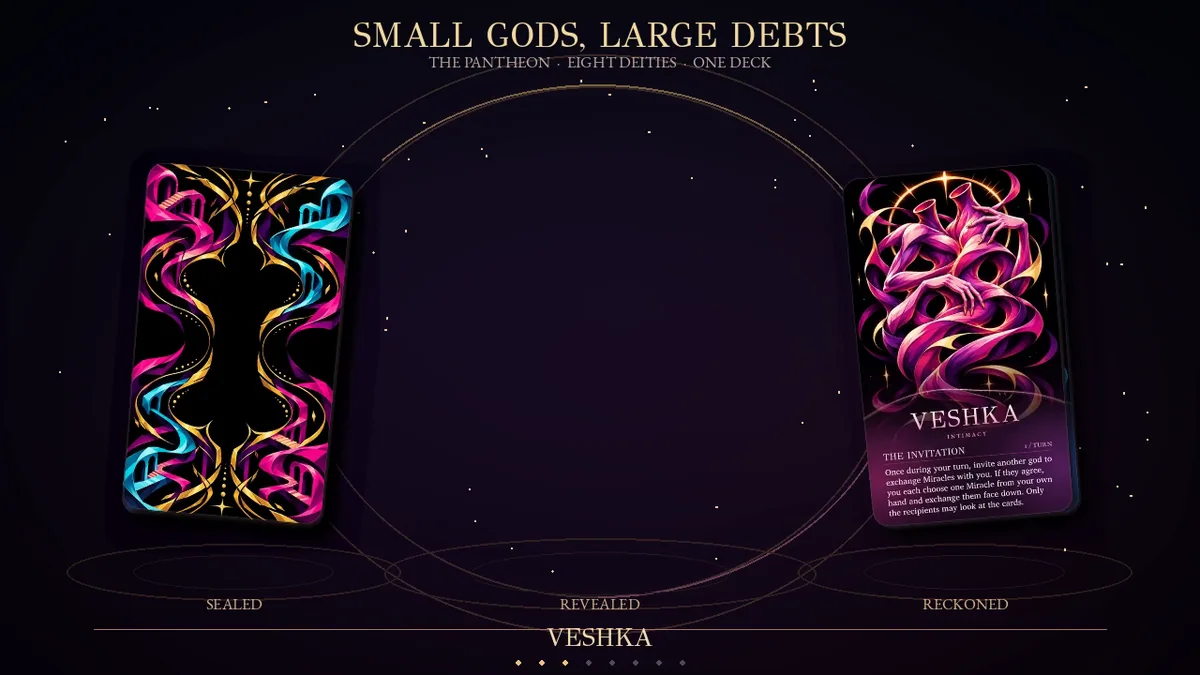 SMALL GODS, LARGE DEBTS
THE PANTHEON · EIGHT DEITIES · ONE DECK
VESHKA
INTIMACY
THE INVITATION
1 / TURN
Once during your turn, invite another god to
exchange Miracles with you. If they agree,
you each choose one Miracle from your own
hand and exchange them face down. Only
the recipients may look at the cards.
SEALED
REVEALED
RECKONED
VESHKA